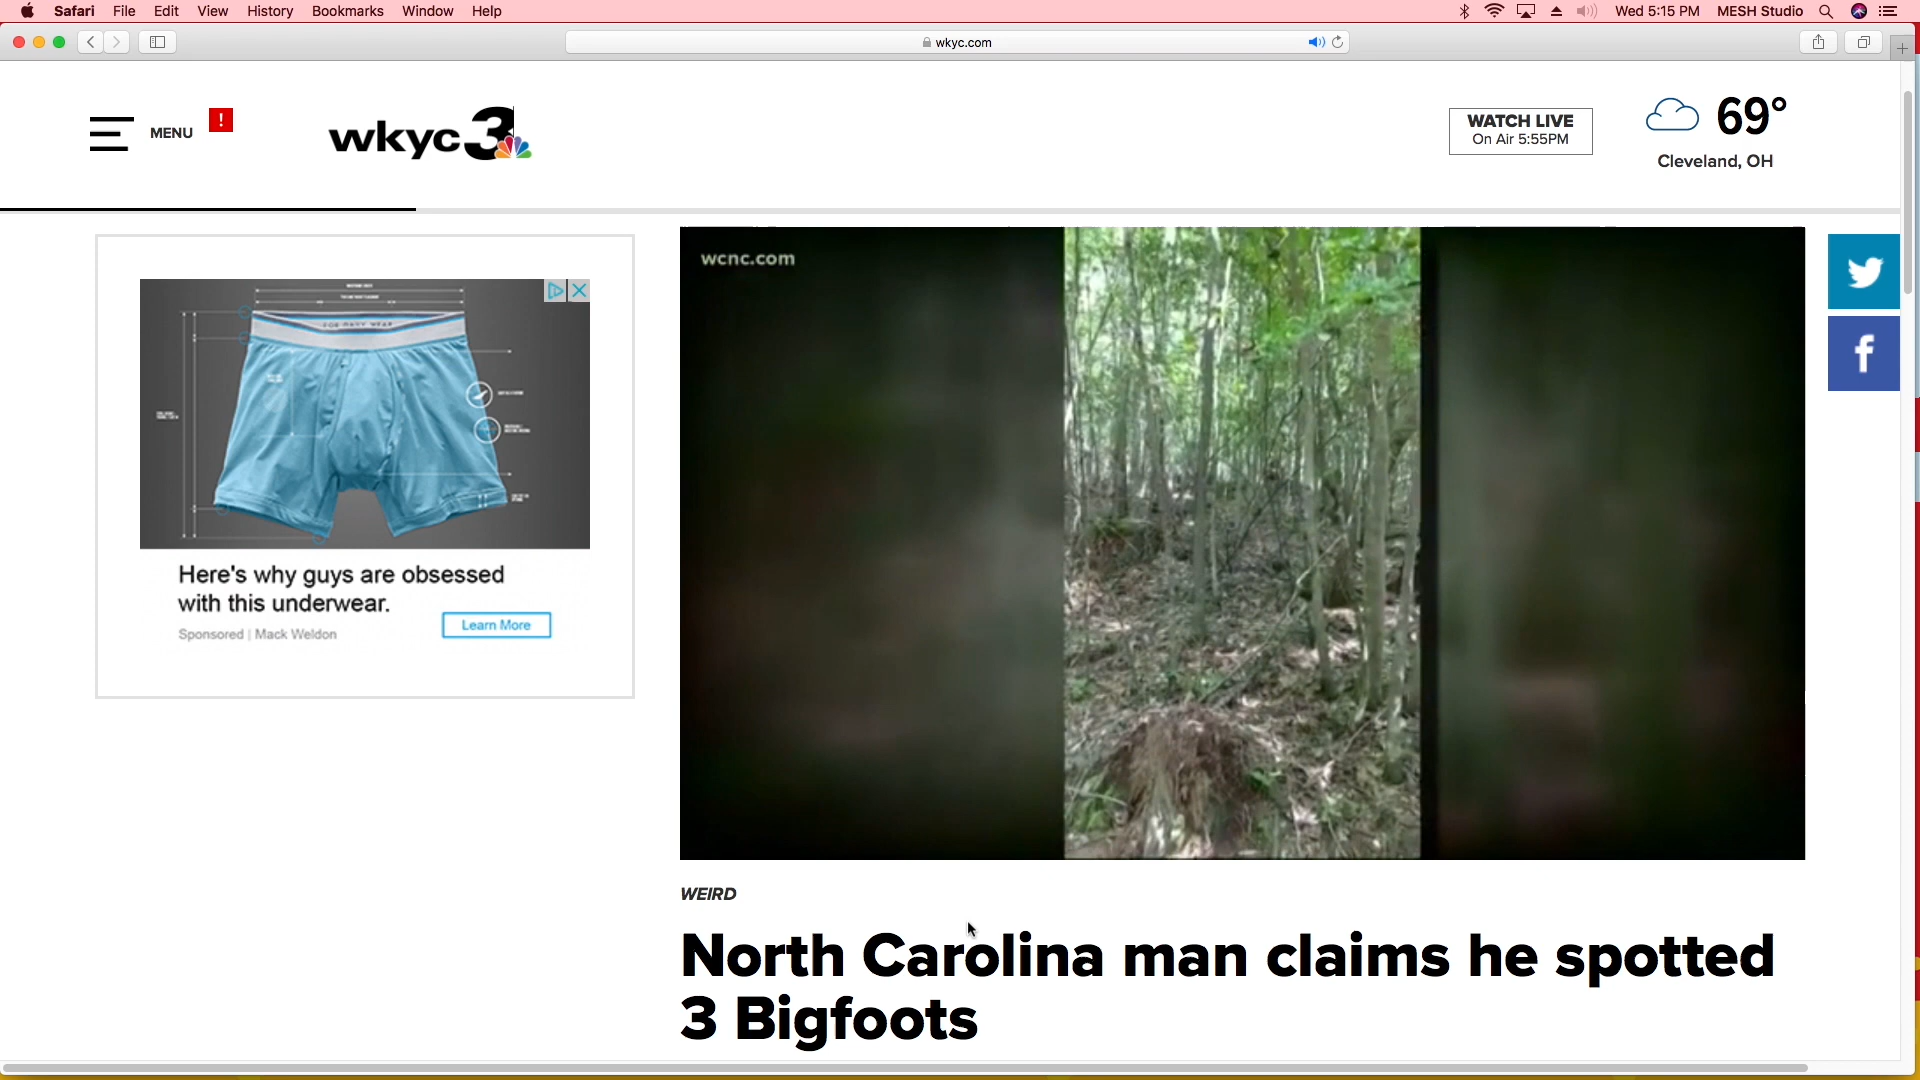 Safari File Edit View History Bookmarks Window Help
Wed 5:15 PM MESH Studio
wkyc.com
MENU
!
wkyc3
WATCH LIVE
On Air 5:55PM
69°
Cleveland, OH
wcnc.com
Here's why guys are obsessed
with this underwear.
Sponsored | Mack Weldon
Learn More
WEIRD
North Carolina man claims he spotted
3 Bigfoots